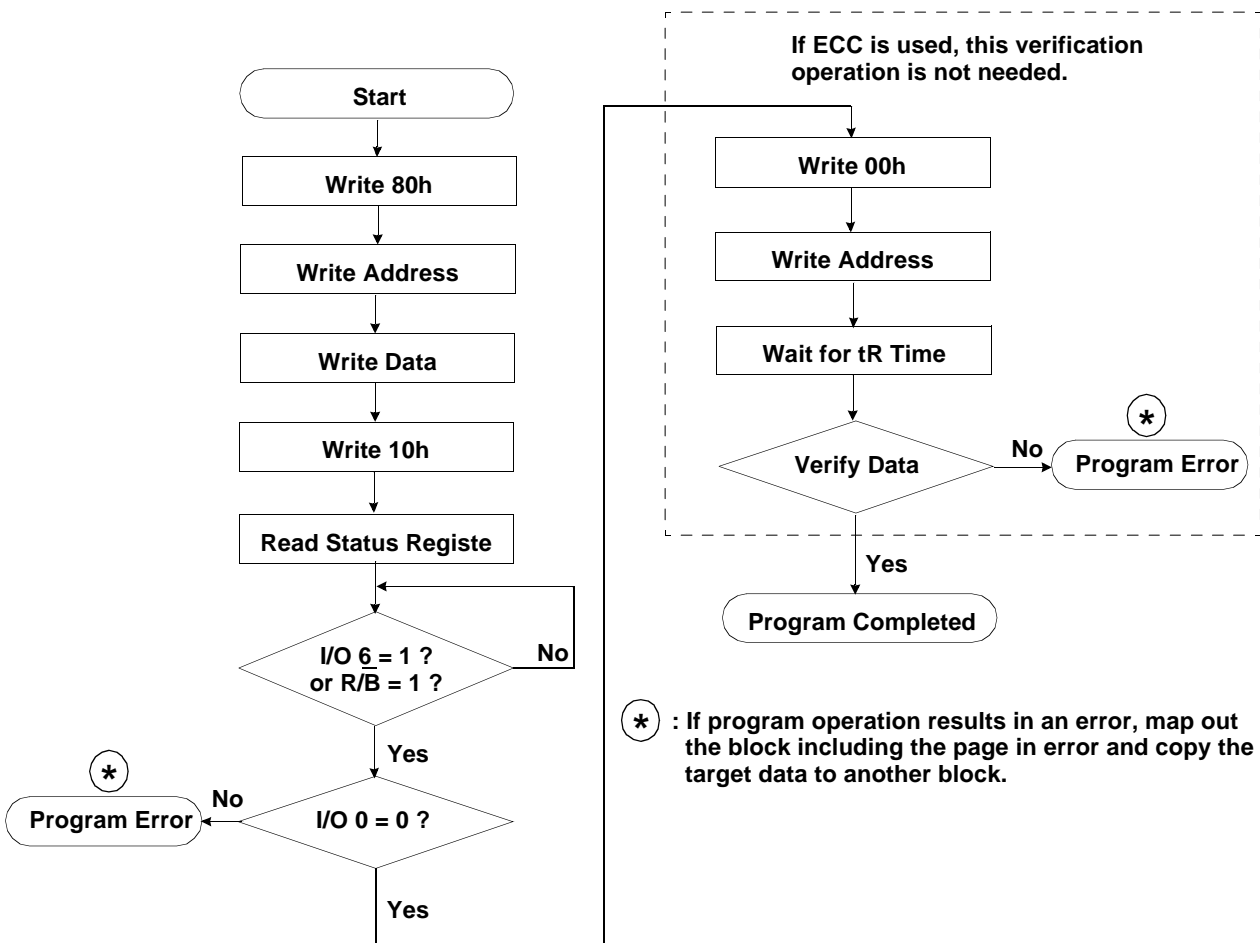 Start
Write 80h
Write Address
Write Data
Write 10h
Read Status Registe
I/O 6 = 1 ?
or R/B = 1 ?
No
Yes
*
No
Program Error
I/O 0 = 0 ?
Yes
If ECC is used, this verification
operation is not needed.
Write 00h
Write Address
Wait for tR Time
Verify Data
No
*
Program Error
Yes
Program Completed
* : If program operation results in an error, map out
the block including the page in error and copy the
target data to another block.